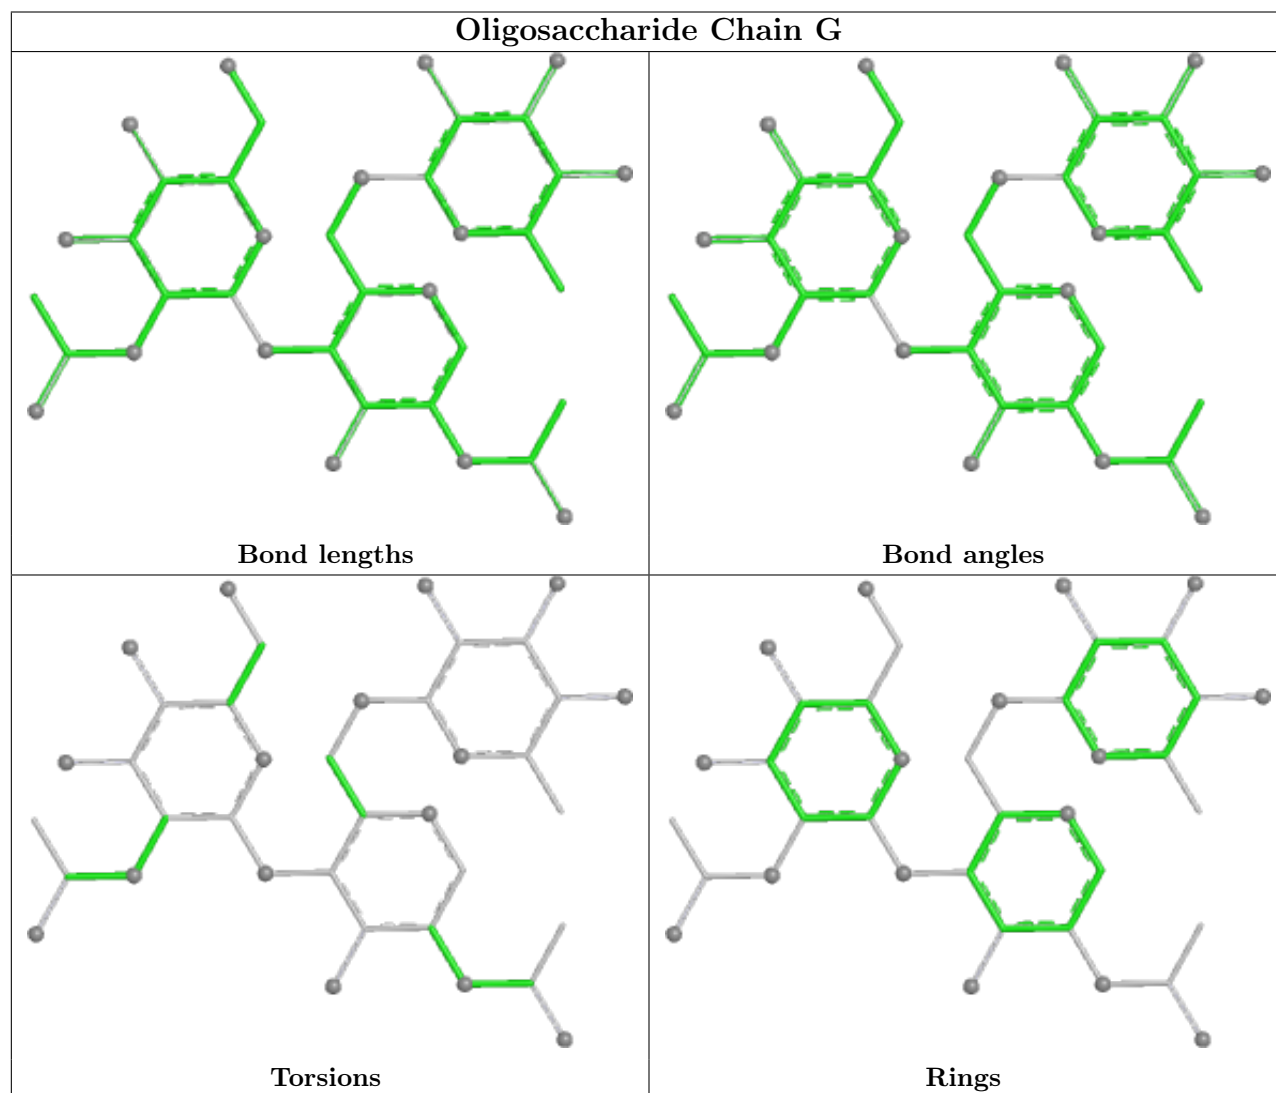 Oligosaccharide Chain G
Bond lengths
Bond angles
Torsions
Rings